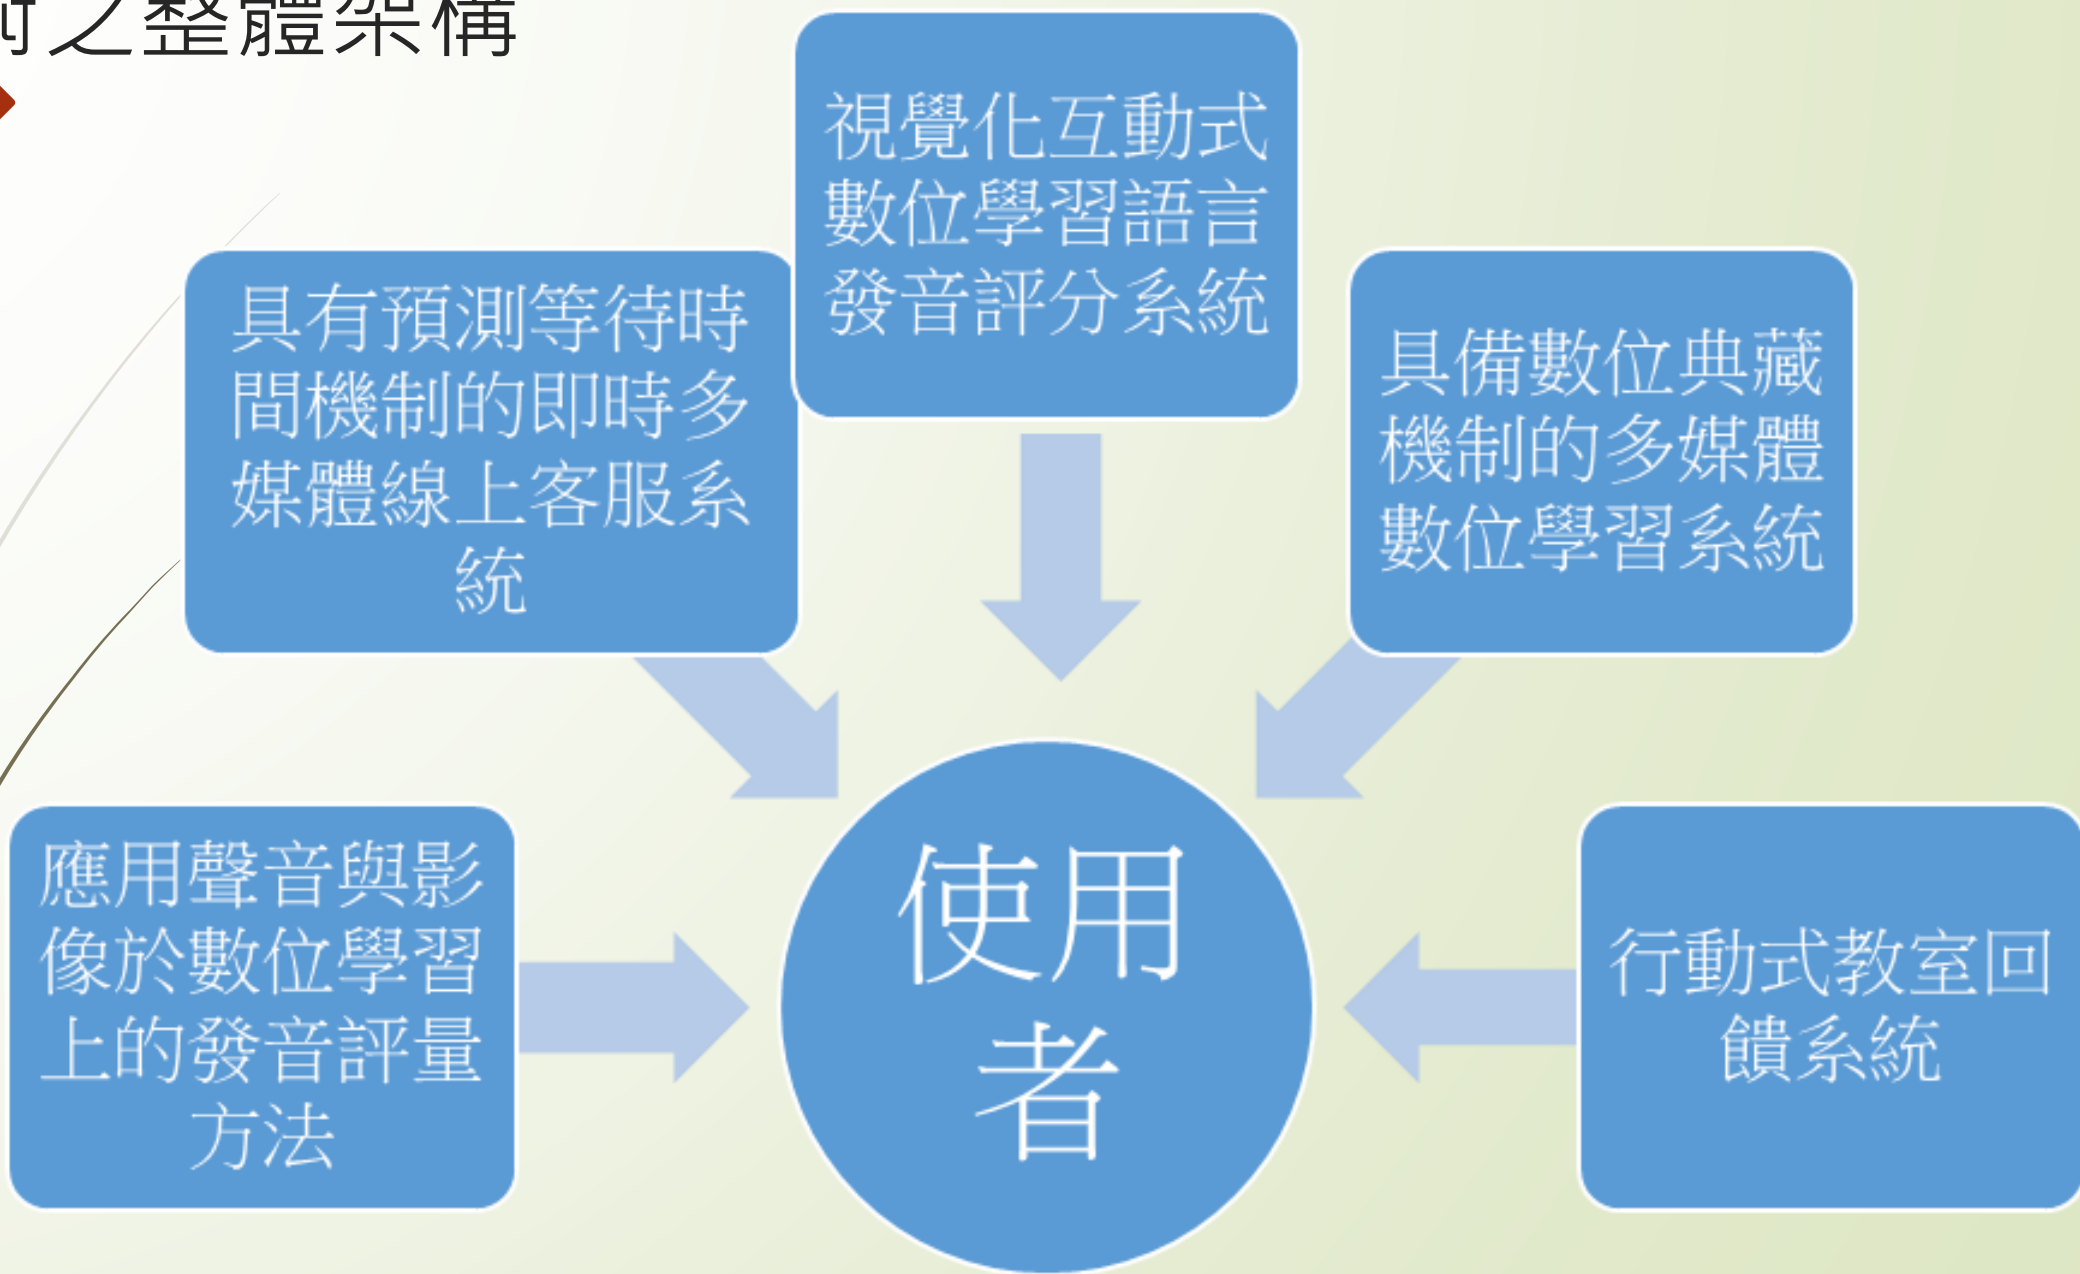 之整體架構
視覺化互動式
數位學習語言
發音評分系統
具有預測等待時
間機制的即時多
媒體線上客服系
統
具備數位典藏
機制的多媒體
數位學習系統
應用聲音與影
像於數位學習
上的發音評量
方法
使用
者
行動式教室回
饋系統